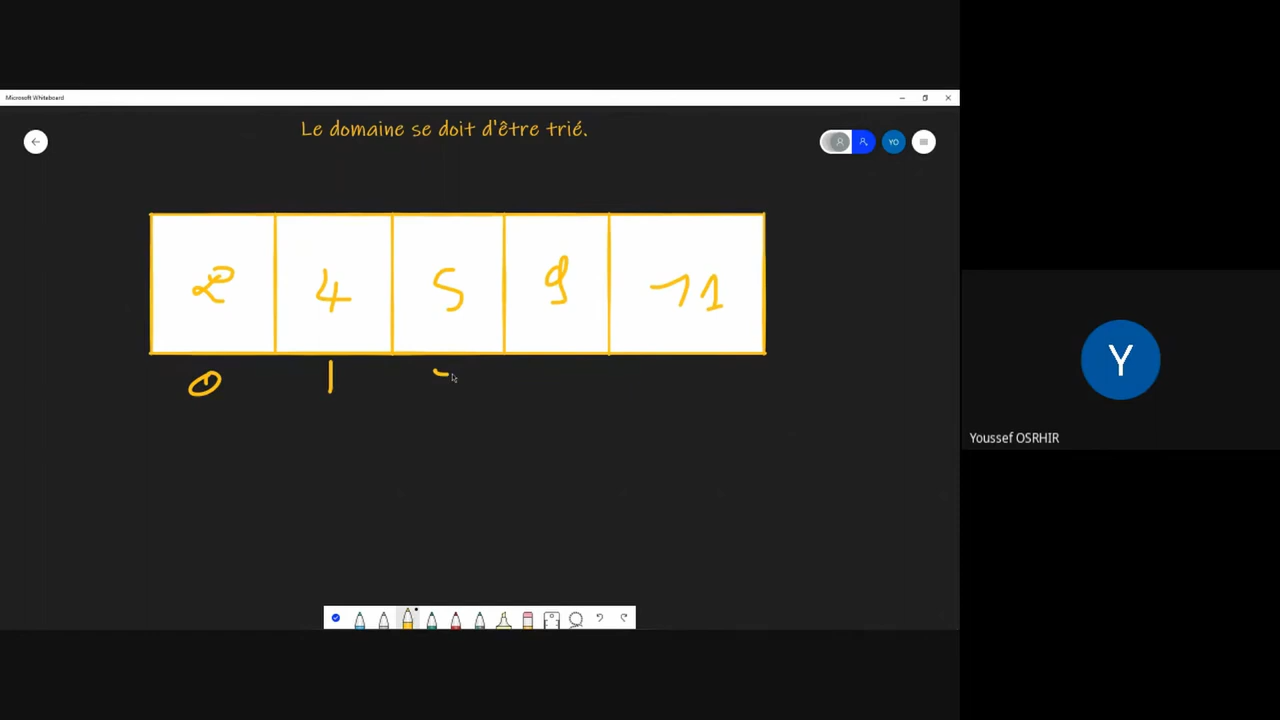 Microsoft Whiteboard
Le domaine se doit d'être trié.
YO
2 4 5 9 11
0 1
Y
Youssef OSRHIR